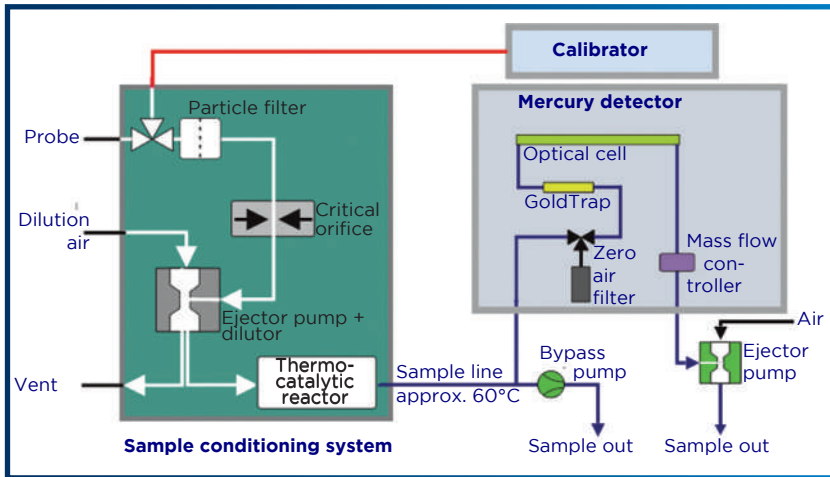 Calibrator
Particle filter
Probe
Critical
orifice
Dilution
air
Ejector pump +
dilutor
Vent
Thermo-
catalytic
reactor
Sample line
approx. 60°C
Sample conditioning system
Mercury detector
Optical cell
GoldTrap
Zero
air
filter
Mass flow
con-
troller
Air
Bypass
pump
Ejector
pump
Sample out
Sample out